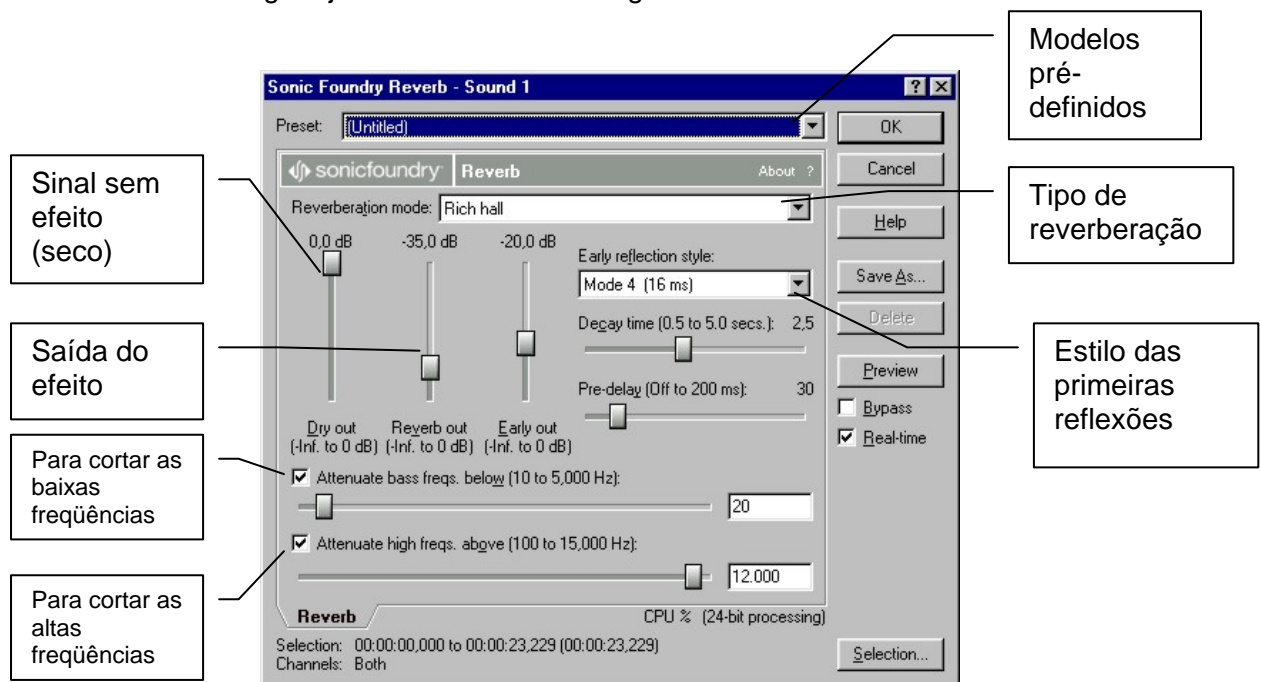 Modelos
pré-
definidos
Sonic Foundry Reverb - Sound 1
Preset: (Untitled)
OK
sonicfoundry Reverb About ?
Cancel
Sinal sem
efeito
(seco)
Reverberation mode: Rich hall
Help
Tipo de
reverberação
0,0 dB -35,0 dB -20,0 dB
Early reflection style:
Mode 4 (16 ms)
Save As...
Decay time (0.5 to 5.0 secs.): 2,5
Delete
Saída do
efeito
Estilo das
primeiras
reflexões
Pre-delay (Off to 200 ms): 30
Preview
Bypass
Real-time
Dry out Reverb out Early out
(-Inf. to 0 dB) (-Inf. to 0 dB) (-Inf. to 0 dB)
Para cortar as
baixas
freqüências
Attenuate bass freqs. below (10 to 5,000 Hz):
20
Attenuate high freqs. above (100 to 15,000 Hz):
12.000
Para cortar as
altas
freqüências
Reverb CPU % (24-bit processing)
Selection: 00:00:00,000 to 00:00:23,229 (00:00:23,229)
Channels: Both
Selection...